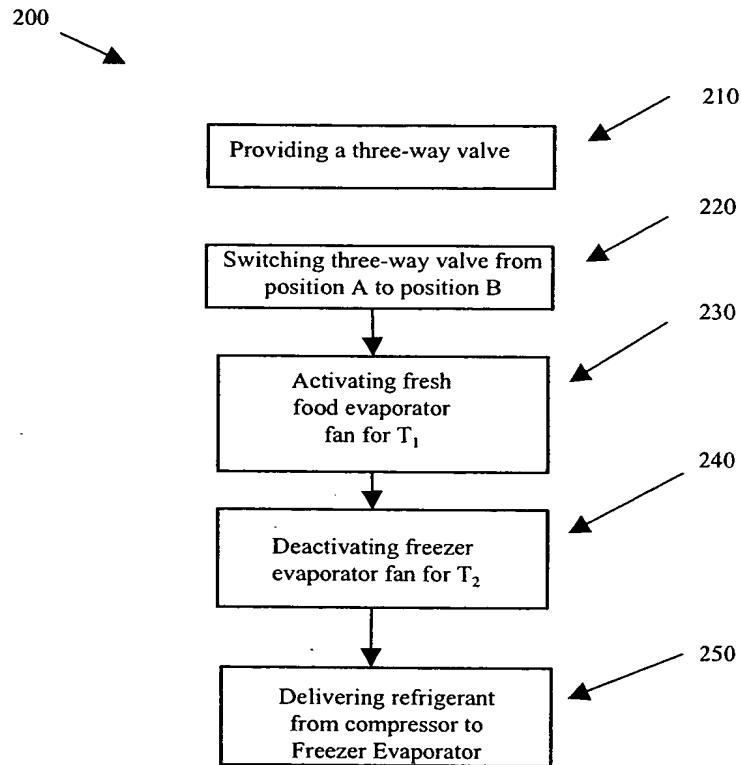 200
210
Providing a three-way valve
220
Switching three-way valve from
position A to position B
230
Activating fresh
food evaporator
fan for T₁
240
Deactivating freezer
evaporator fan for T₂
250
Delivering refrigerant
from compressor to
Freezer Evaporator